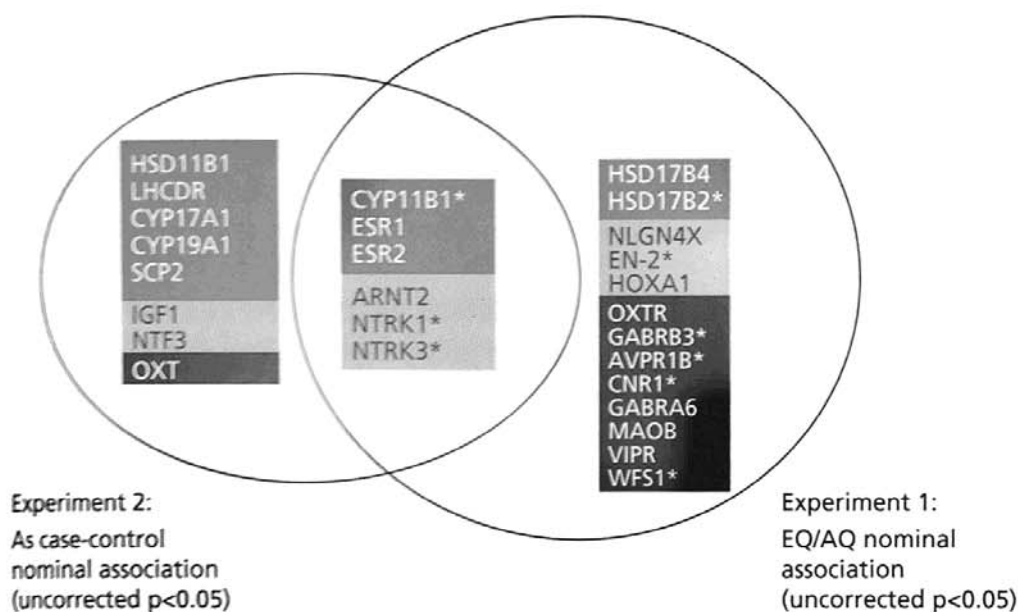 HSD11B1
LHCDR
CYP17A1
CYP19A1
SCP2
IGF1
NTF3
OXT
CYP11B1*
ESR1
ESR2
ARNT2
NTRK1*
NTRK3*
HSD17B4
HSD17B2*
NLGN4X
EN-2*
HOXA1
OXTR
GABRB3*
AVPR1B*
CNR1*
GABRA6
MAOB
VIPR
WFS1*
Experiment 2:
As case-control
nominal association
(uncorrected p<0.05)
Experiment 1:
EQ/AQ nominal
association
(uncorrected p<0.05)